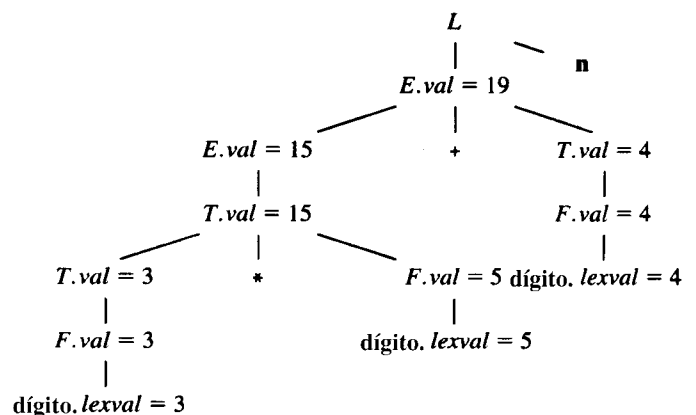 L
n
E.val = 19
E.val = 15 + T.val = 4
T.val = 15 F.val = 4
T.val = 3 * F.val = 5 dígito. lexval = 4
F.val = 3 dígito. lexval = 5
dígito. lexval = 3